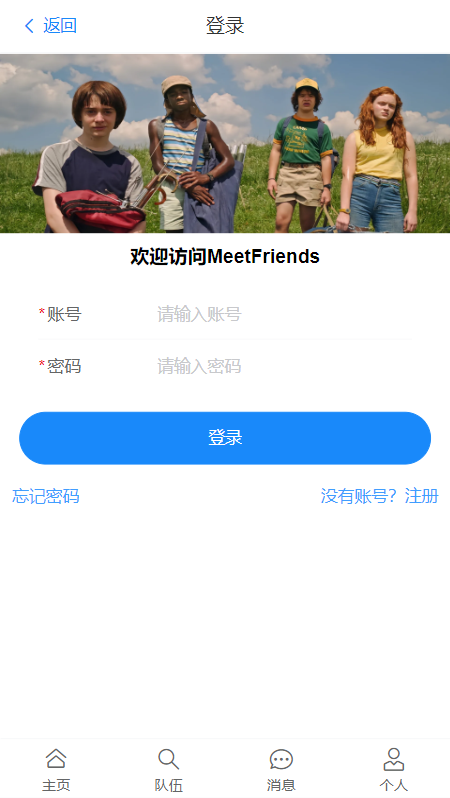 返回
登录
欢迎访问MeetFriends
*账号 请输入账号
*密码 请输入密码
登录
忘记密码 没有账号？注册
主页 队伍 消息 个人